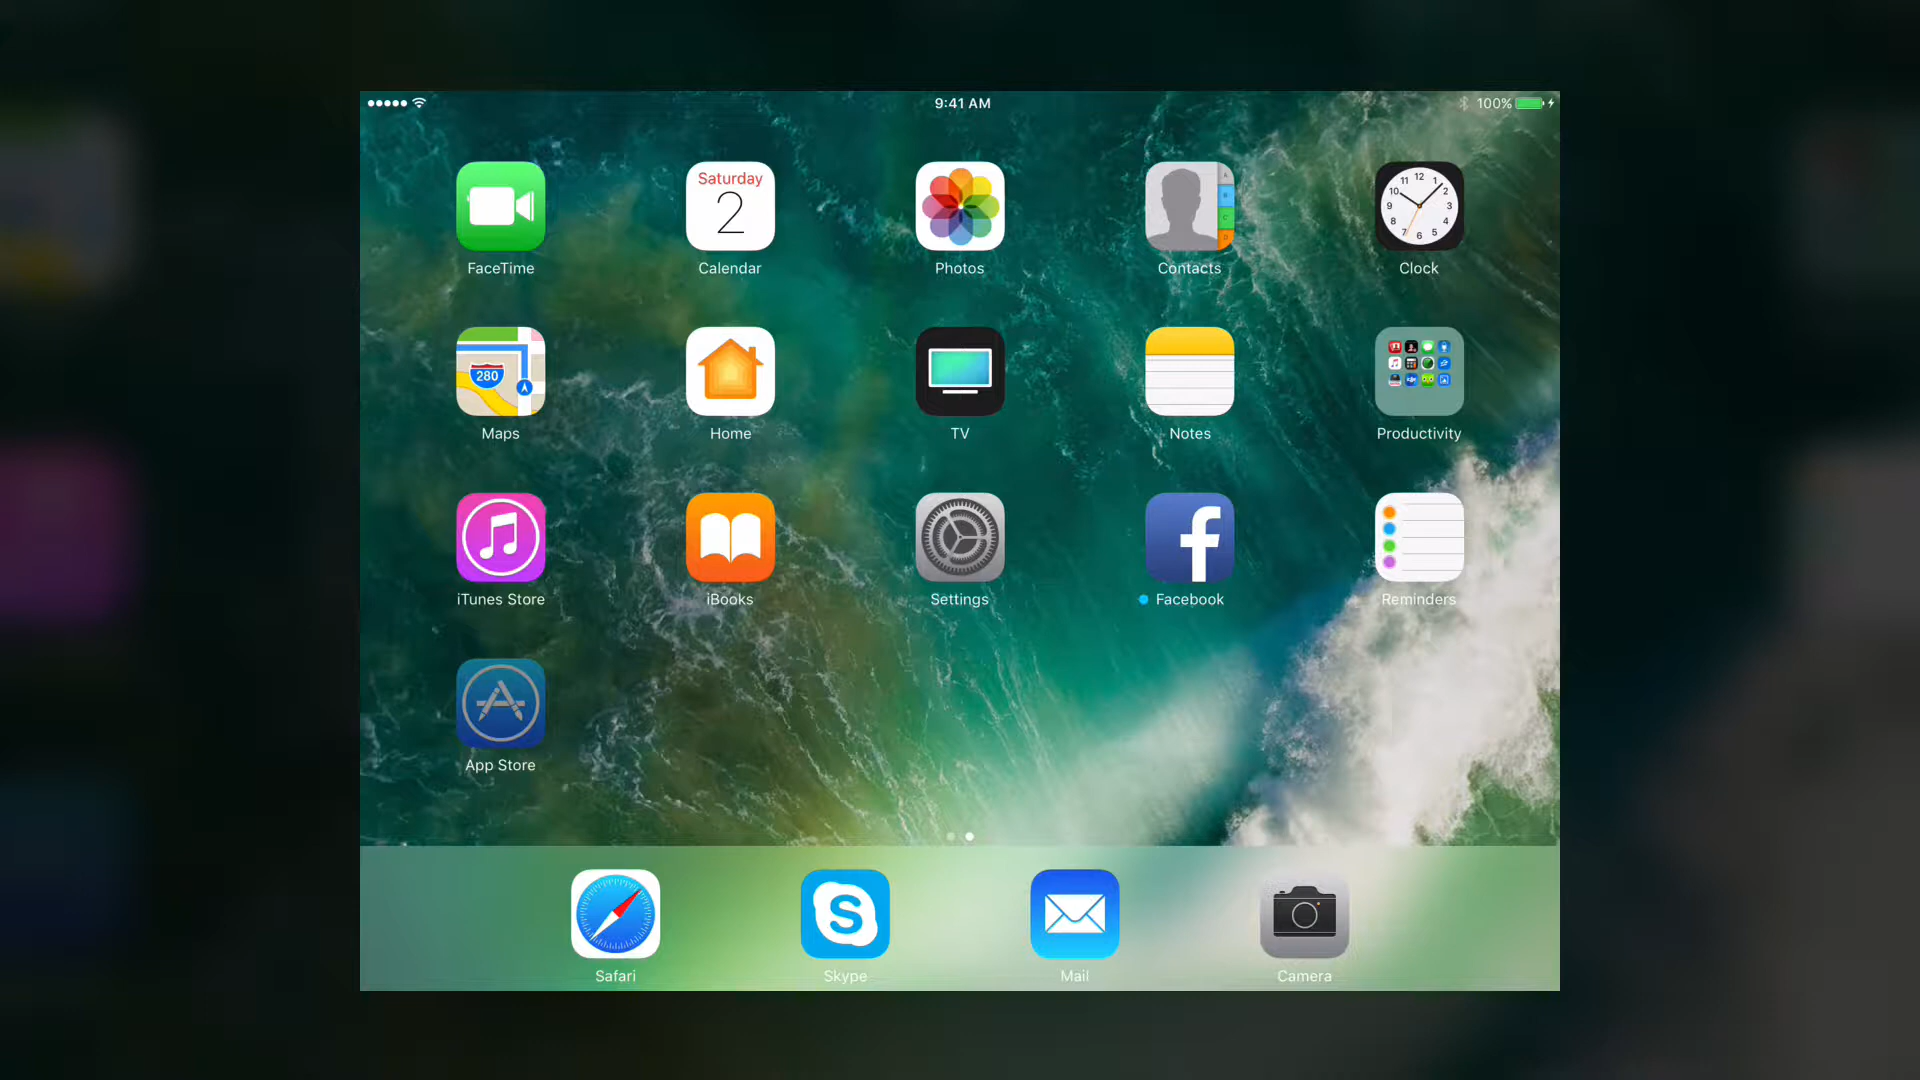 9:41 AM
100%
Saturday
2
FaceTime
Calendar
Photos
Contacts
Clock
280
Maps
Home
TV
Notes
Productivity
iTunes Store
iBooks
Settings
Facebook
Reminders
App Store
Safari
Skype
Mail
Camera